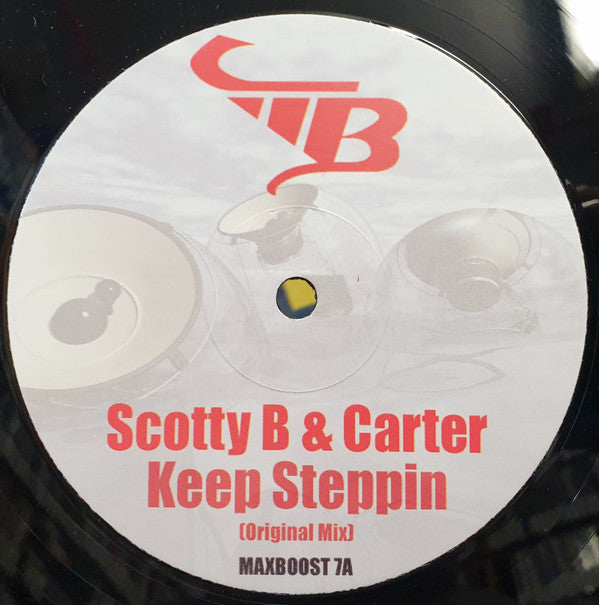 B
Scotty B & Carter
Keep Steppin
(Original Mix)
MAXBOOST 7A